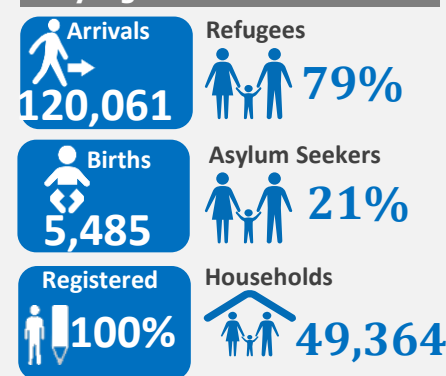 Arrivals
120,061
Refugees
79%
Births
5,485
Asylum Seekers
21%
Registered
100%
Households
49,364